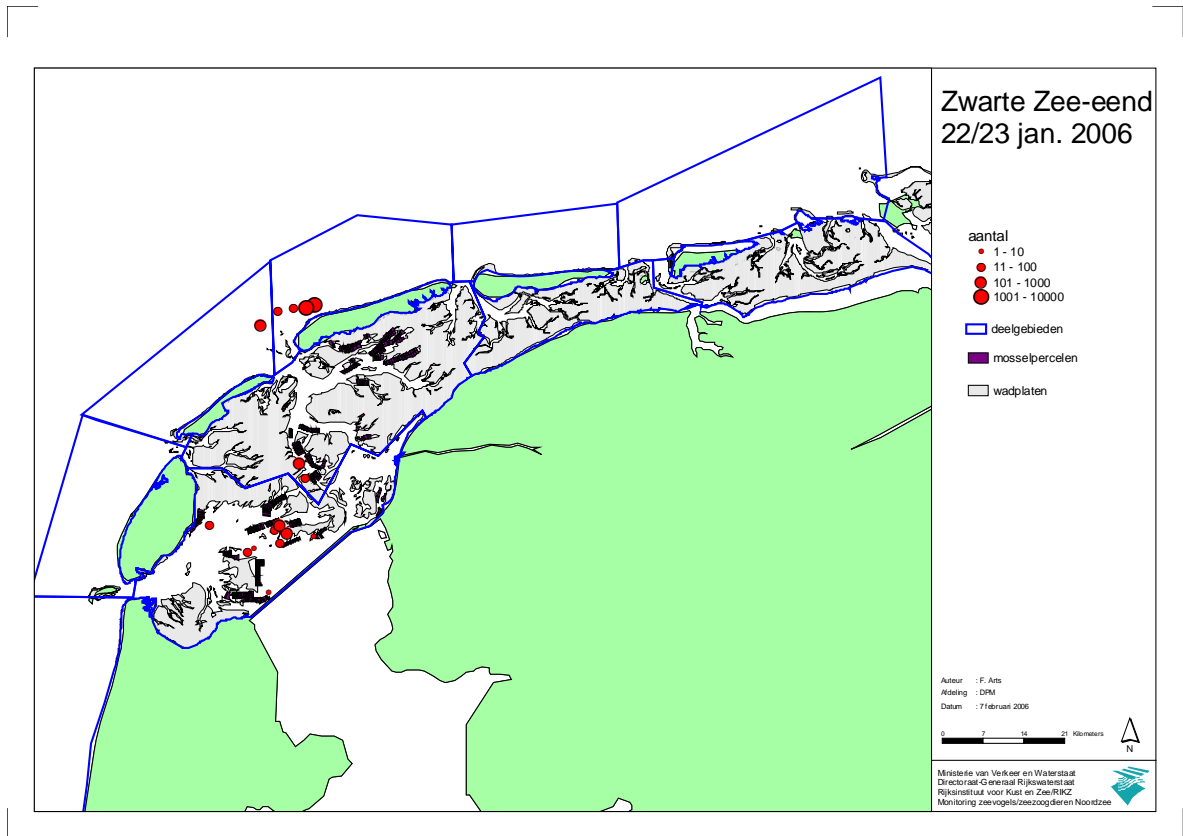 Zwarte Zee-eend
22/23 jan. 2006
aantal
1 - 10
11 - 100
101 - 1000
1001 - 10000
deelgebieden
mosselpercelen
wadplaten
Auteur : F. Arts
Afdeling : DPM
Datum : 7 februari 2006
0 7 14 21 Kilometers
N
Ministerie van Verkeer en Waterstaat
Directoraat-Generaal Rijkswaterstaat
Rijksinstituut voor Kust en Zee/RIKZ
Monitoring zeevogels/zeezoogdieren Noordzee